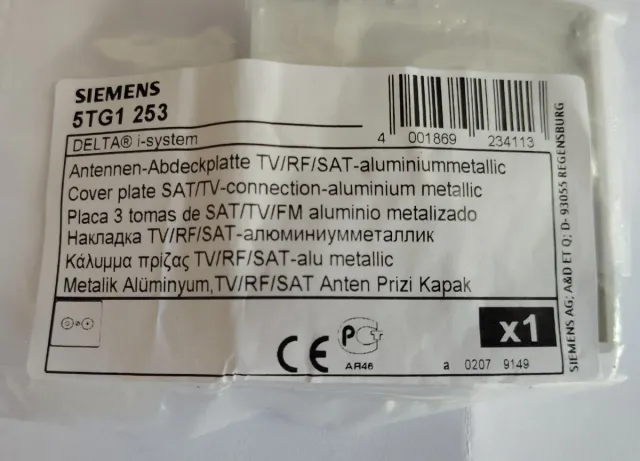 SIEMENS
5TG1 253
DELTA® i-system
4 001869 234113
Antennen-Abdeckplatte TV/RF/SAT-aluminiummetallic
Cover plate SAT/TV-connection-aluminium metallic
Placa 3 tomas de SAT/TV/FM aluminio metalizado
Накладка TV/RF/SAT-алюминиумметаллик
Κάλυμμα πρίζας TV/RF/SAT-alu metallic
Metalik Alüminyum,TV/RF/SAT Anten Prizi Kapak
CE
AR46
x1
a 0207 9149
SIEMENS AG; A&D ET Q; D- 93055 REGENSBURG